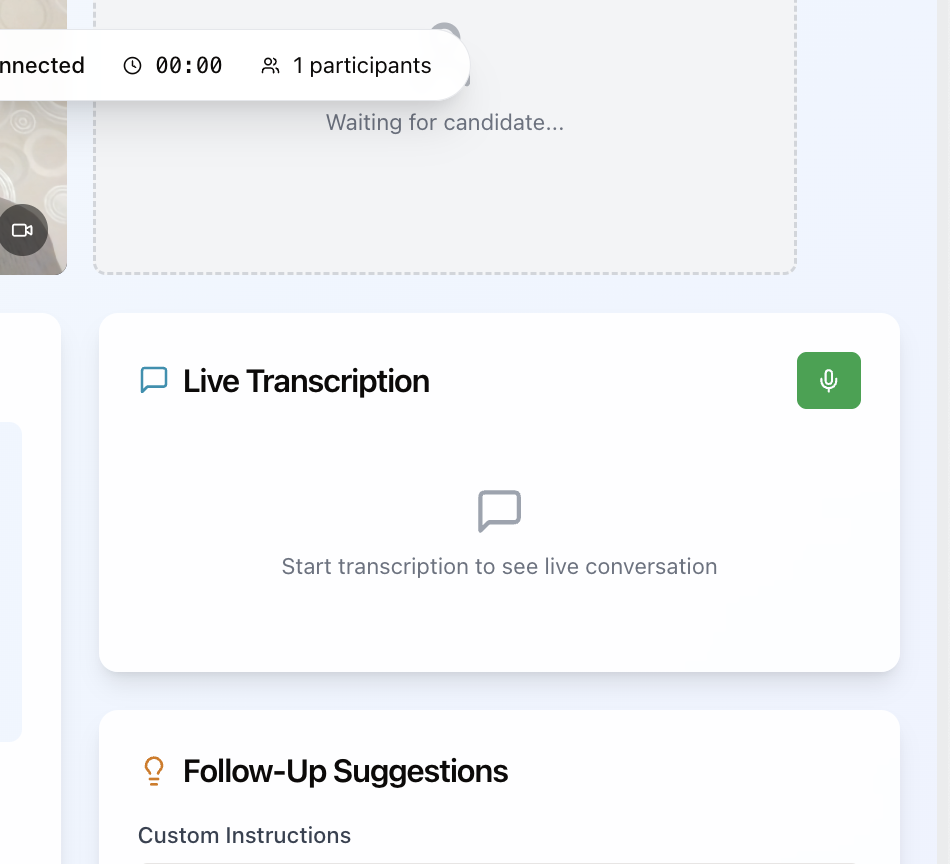 nnected
00:00
1 participants
Waiting for candidate...
Live Transcription
Start transcription to see live conversation
Follow-Up Suggestions
Custom Instructions